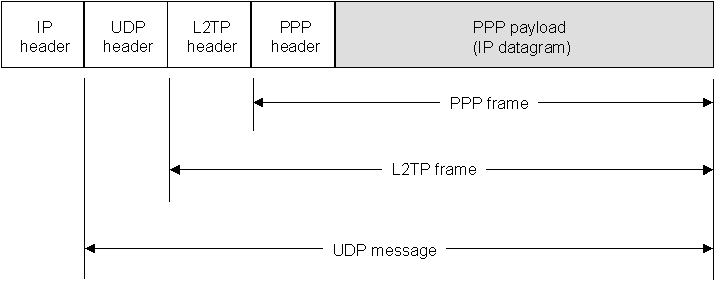 IP
header
UDP
header
L2TP
header
PPP
header
PPP payload
(IP datagram)
PPP frame
L2TP frame
UDP message